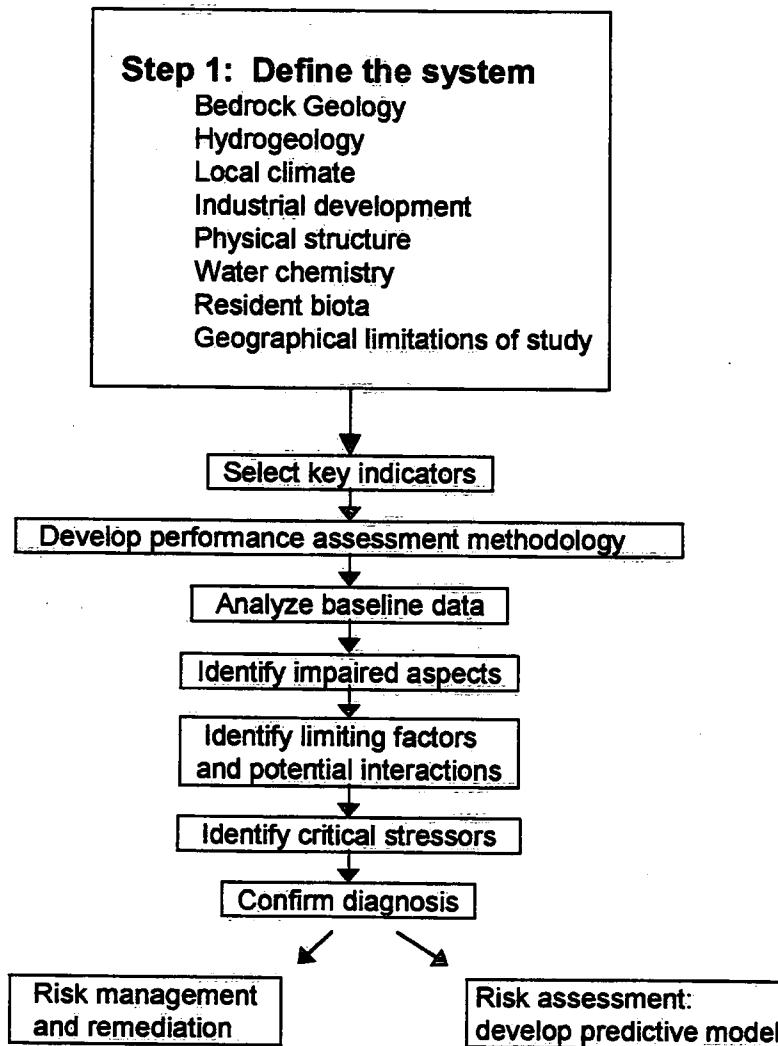 Step 1: Define the system
Bedrock Geology
Hydrogeology
Local climate
Industrial development
Physical structure
Water chemistry
Resident biota
Geographical limitations of study
Select key indicators
Develop performance assessment methodology
Analyze baseline data
Identify impaired aspects
Identify limiting factors
and potential interactions
Identify critical stressors
Confirm diagnosis
Risk management
and remediation
Risk assessment:
develop predictive model